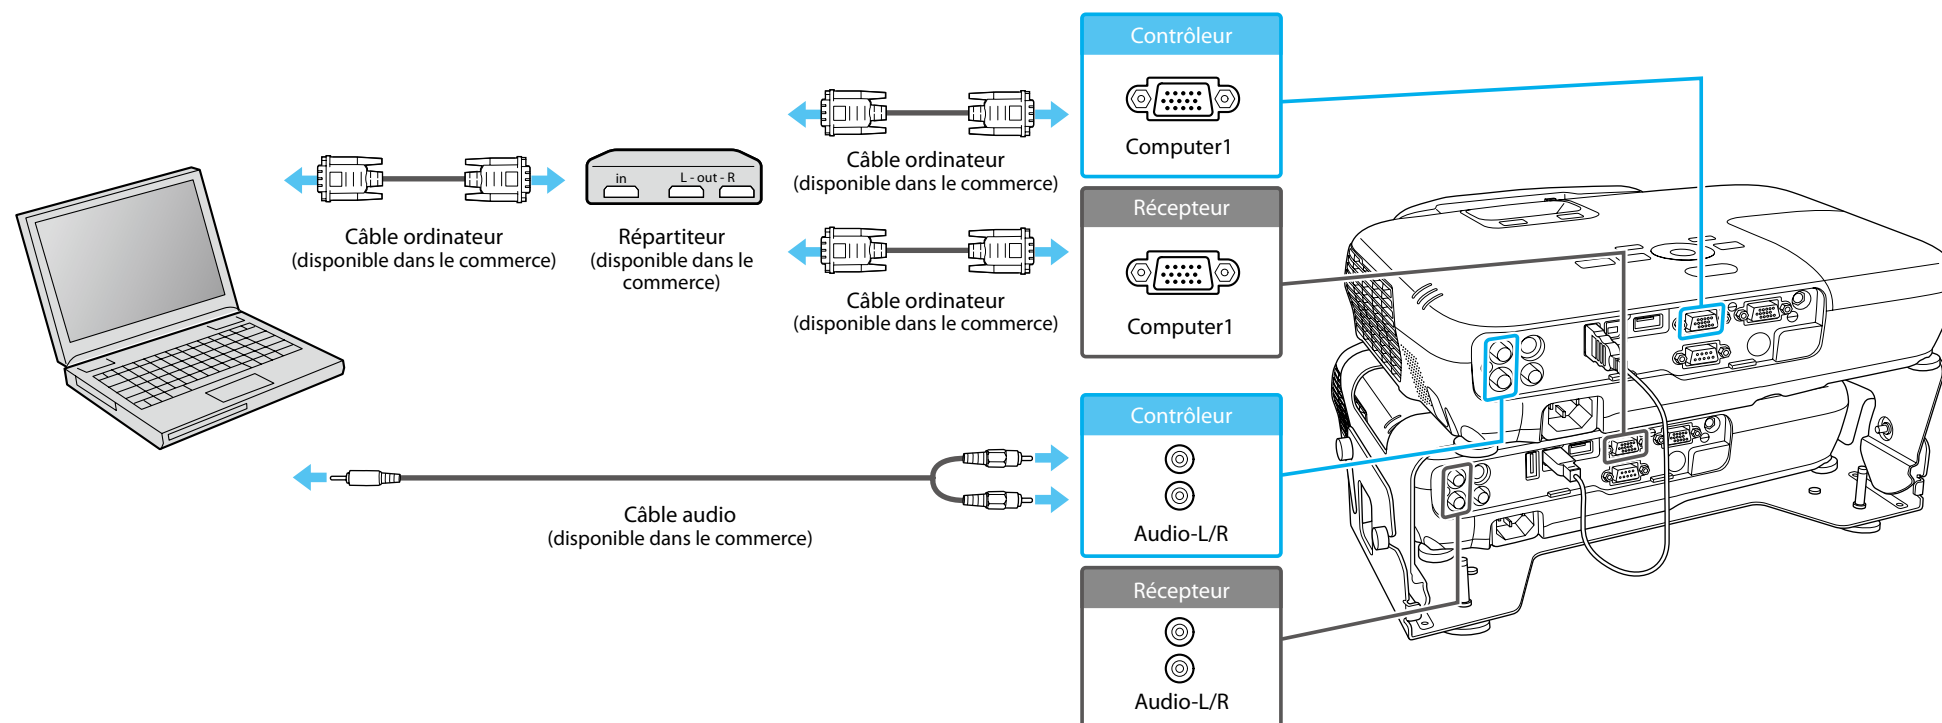 Contrôleur
Computer1
Câble ordinateur
(disponible dans le commerce)
in
L - out - R
Récepteur
Computer1
Câble ordinateur
(disponible dans le commerce)
Répartiteur
(disponible dans le
commerce)
Câble ordinateur
(disponible dans le commerce)
Contrôleur
Audio-L/R
Câble audio
(disponible dans le commerce)
Récepteur
Audio-L/R